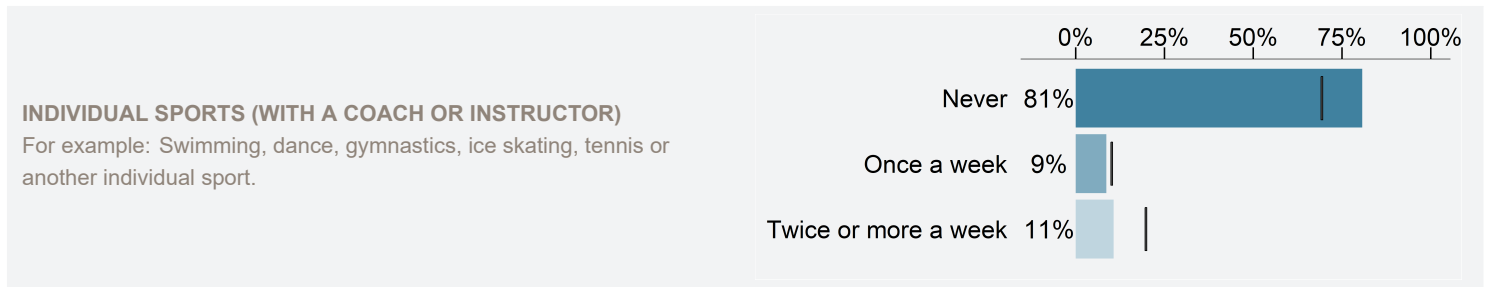 INDIVIDUAL SPORTS (WITH A COACH OR INSTRUCTOR)
For example: Swimming, dance, gymnastics, ice skating, tennis or
another individual sport.
0% 25% 50% 75% 100%
Never 81%
Once a week 9%
Twice or more a week 11%